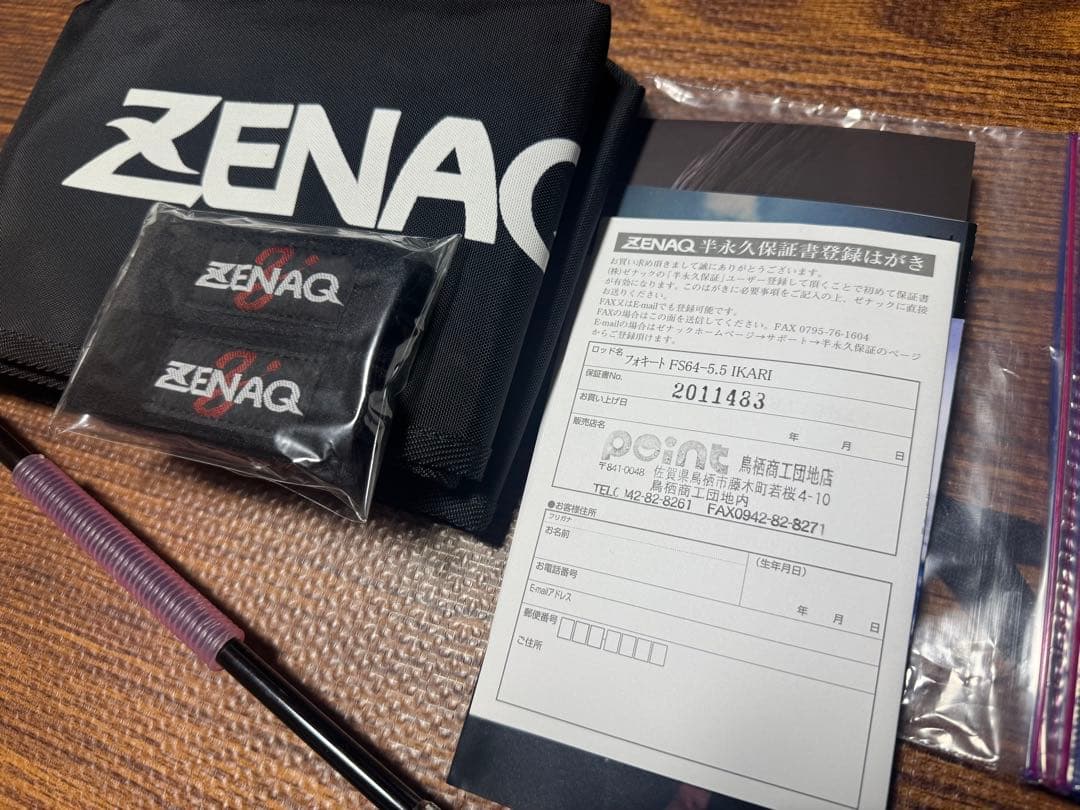 ZENAQ
ZENAQ
ZENAQ
ZENAQ 半永久保証書登録はがき
お買い求め頂きまして誠にありがとうございます。
(株)ゼナックの「半永久保証」ユーザー登録して頂くことで初めて保証書
が有効になります。このはがきに必要事項をご記入の上、ゼナックに直接
お送りください。
FAX又はE-mailでも登録可能です。
FAXの場合はこの面を送信してください。FAX 0795-76-1604
E-mailの場合はゼナックホームページ→サポート→半永久保証のページ
からご登録頂けます。
ロッド名 フォキート FS64-5.5 IKARI
保証書No. 2011483
お買い上げ日 年 月 日
販売店名
point 鳥栖商工団地店
〒841-0048 佐賀県鳥栖市藤木町若桜4-10
鳥栖商工団地内
TEL 42-82-8261 FAX0942-82-8271
●お客様住所
フリガナ
お名前
(生年月日)
年 月 日
お電話番号
E-mailアドレス
郵便番号
ご住所